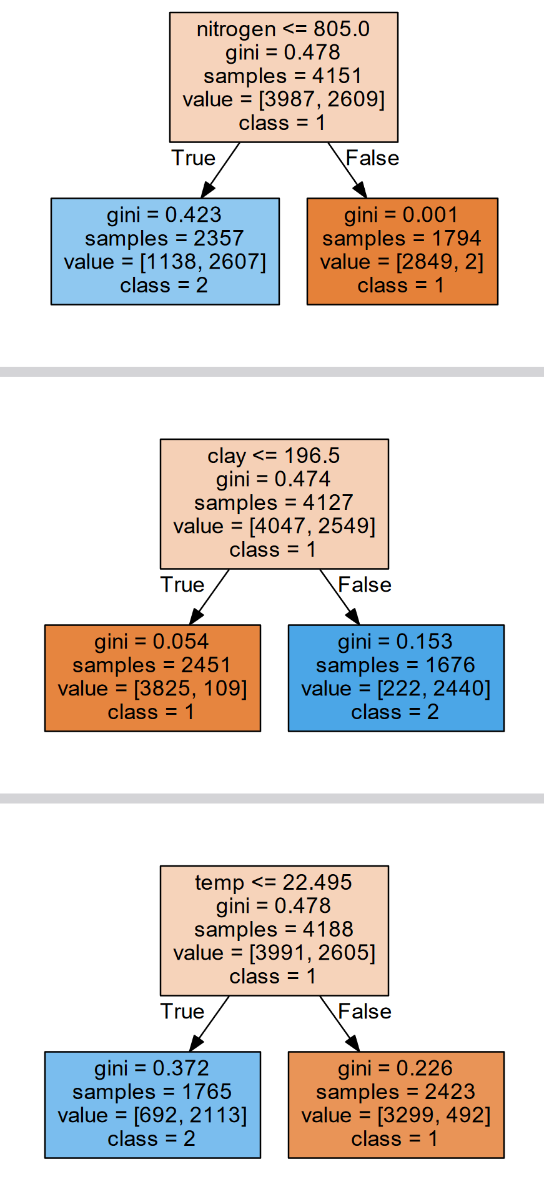 nitrogen <= 805.0
gini = 0.478
samples = 4151
value = [3987, 2609]
class = 1
True
False
gini = 0.423
samples = 2357
value = [1138, 2607]
class = 2
gini = 0.001
samples = 1794
value = [2849, 2]
class = 1
clay <= 196.5
gini = 0.474
samples = 4127
value = [4047, 2549]
class = 1
True
False
gini = 0.054
samples = 2451
value = [3825, 109]
class = 1
gini = 0.153
samples = 1676
value = [222, 2440]
class = 2
temp <= 22.495
gini = 0.478
samples = 4188
value = [3991, 2605]
class = 1
True
False
gini = 0.372
samples = 1765
value = [692, 2113]
class = 2
gini = 0.226
samples = 2423
value = [3299, 492]
class = 1